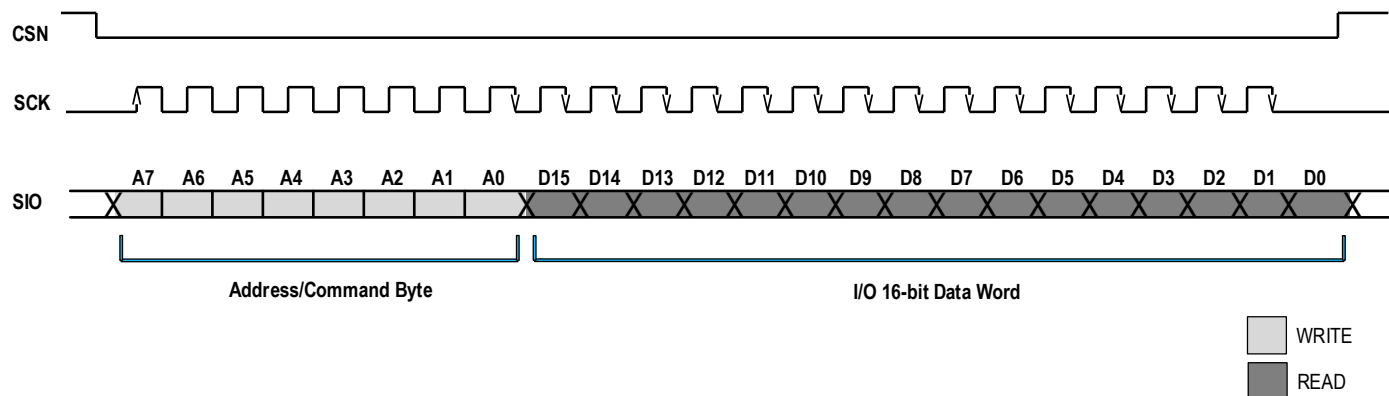 CSN
SCK
A7 A6 A5 A4 A3 A2 A1 A0 D15 D14 D13 D12 D11 D10 D9 D8 D7 D6 D5 D4 D3 D2 D1 D0
SIO
Address/Command Byte I/O 16-bit Data Word
WRITE
READ